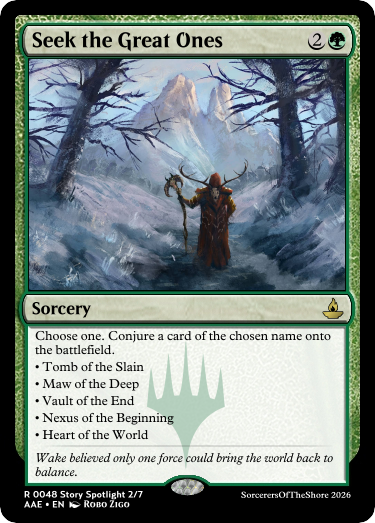 Seek the Great Ones 2
Sorcery
Choose one. Conjure a card of the chosen name onto
the battlefield.
• Tomb of the Slain
• Maw of the Deep
• Vault of the End
• Nexus of the Beginning
• Heart of the World
Wake believed only one force could bring the world back to
balance.
R 0048 Story Spotlight 2/7
AAE • EN Robo Zigo
SorcerersOfTheShore 2026